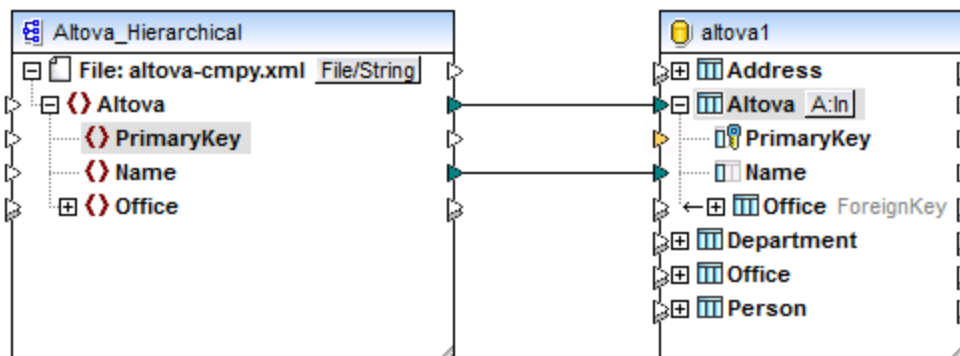 Altova_Hierarchical
File: altova-cmpy.xml File/String
Altova
PrimaryKey
Name
Office
altova1
Address
Altova A:In
PrimaryKey
Name
Office ForeignKey
Department
Office
Person